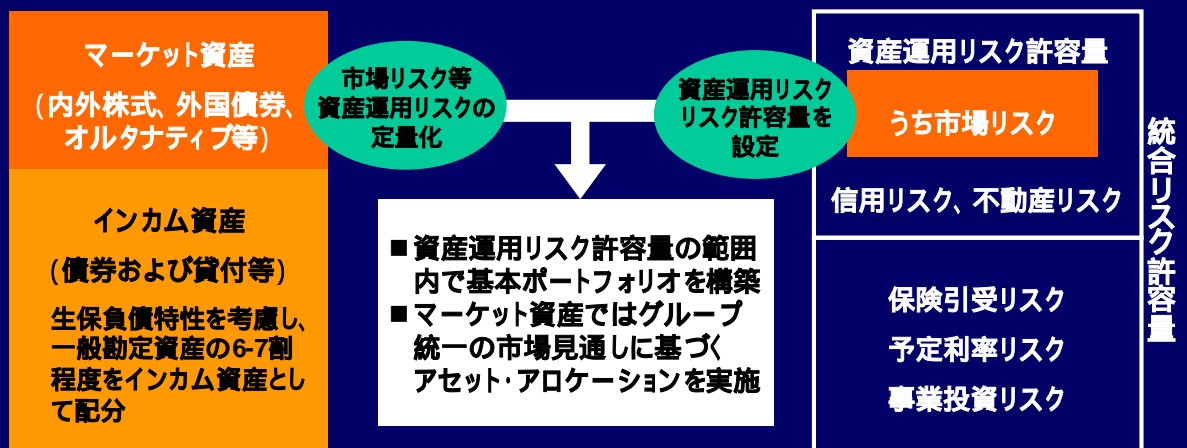 マーケット資産
(内外株式、外国債券、
オルタナティブ等)
インカム資産
(債券および貸付等)
生保負債特性を考慮し、
一般勘定資産の6-7割
程度をインカム資産とし
て配分
市場リスク等
資産運用リスクの
定量化
資産運用リスク
リスク許容量を
設定
■資産運用リスク許容量の範囲
内で基本ポートフォリオを構築
■マーケット資産ではグループ
統一の市場見通しに基づく
アセット・アロケーションを実施
資産運用リスク許容量
うち市場リスク
信用リスク、不動産リスク
保険引受リスク
予定利率リスク
事業投資リスク
統合リスク許容量